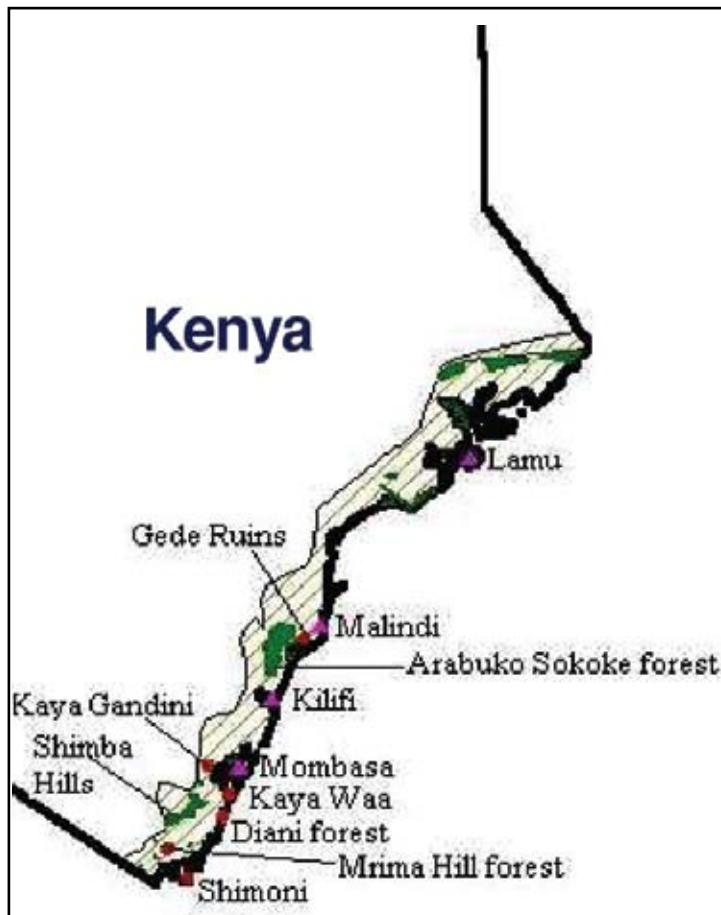 Kenya
Lamu
Gede Ruins
Malindi
Arabuko Sokoke forest
Kaya Gandini
Kilifi
Shimba
Hills
Mombasa
Kaya Waa
Diani forest
Mrima Hill forest
Shimoni